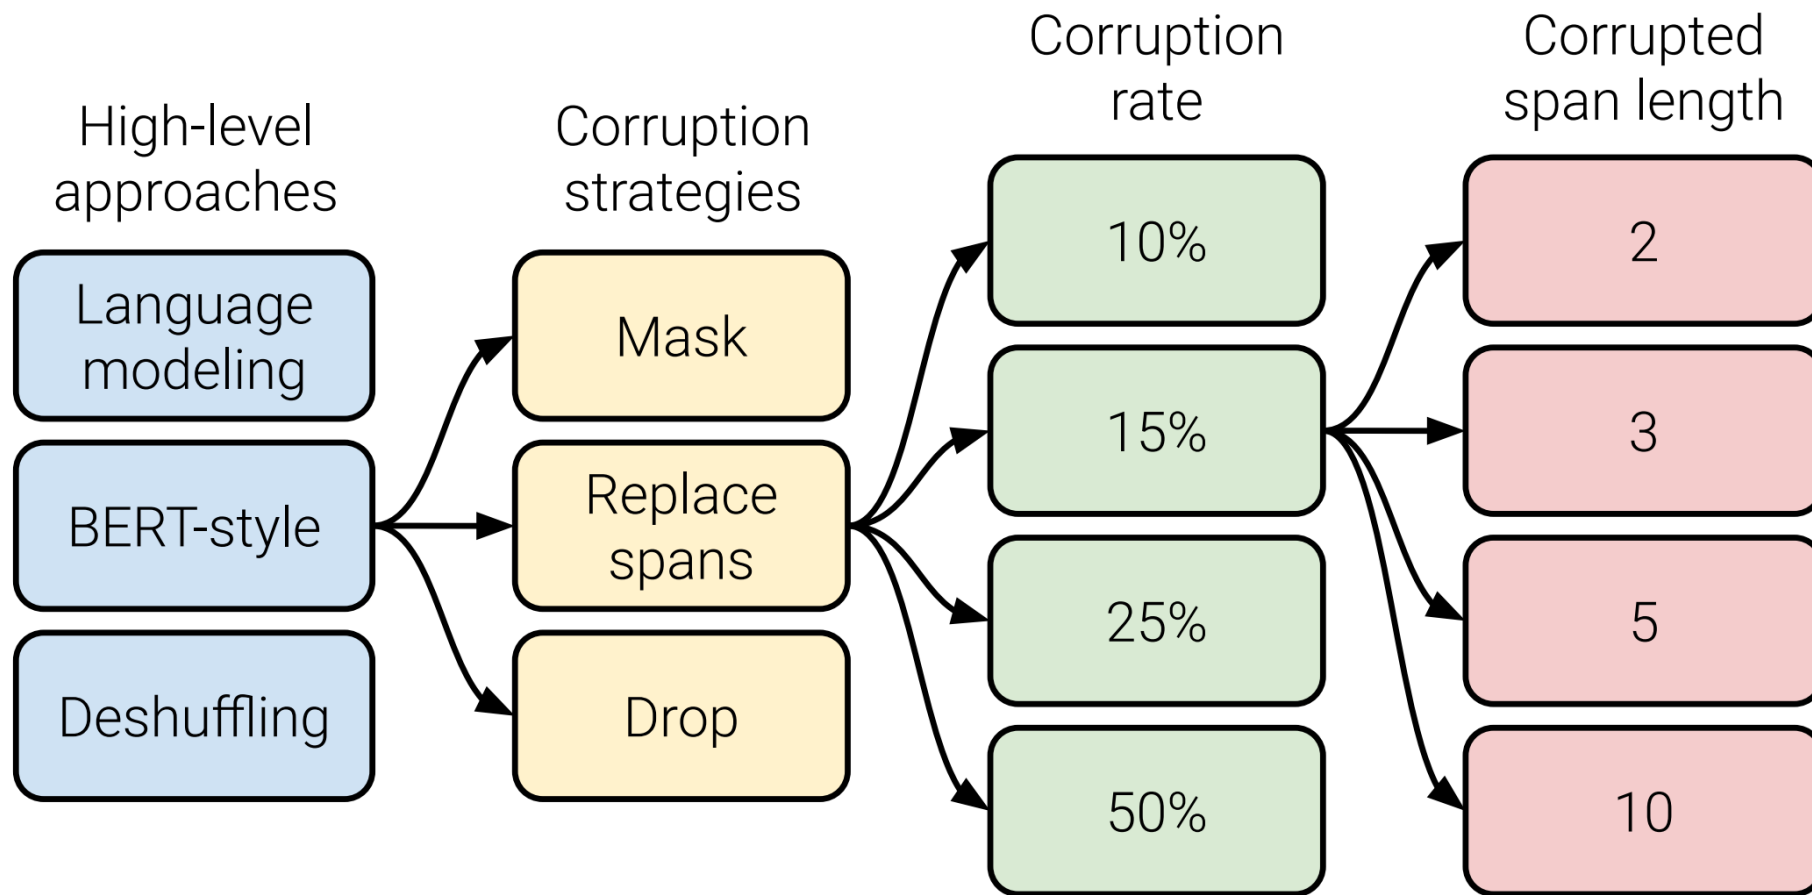 High-level
approaches
Language
modeling
BERT-style
Deshuffling
Corruption
strategies
Mask
Replace
spans
Drop
Corruption
rate
10%
15%
25%
50%
Corrupted
span length
2
3
5
10